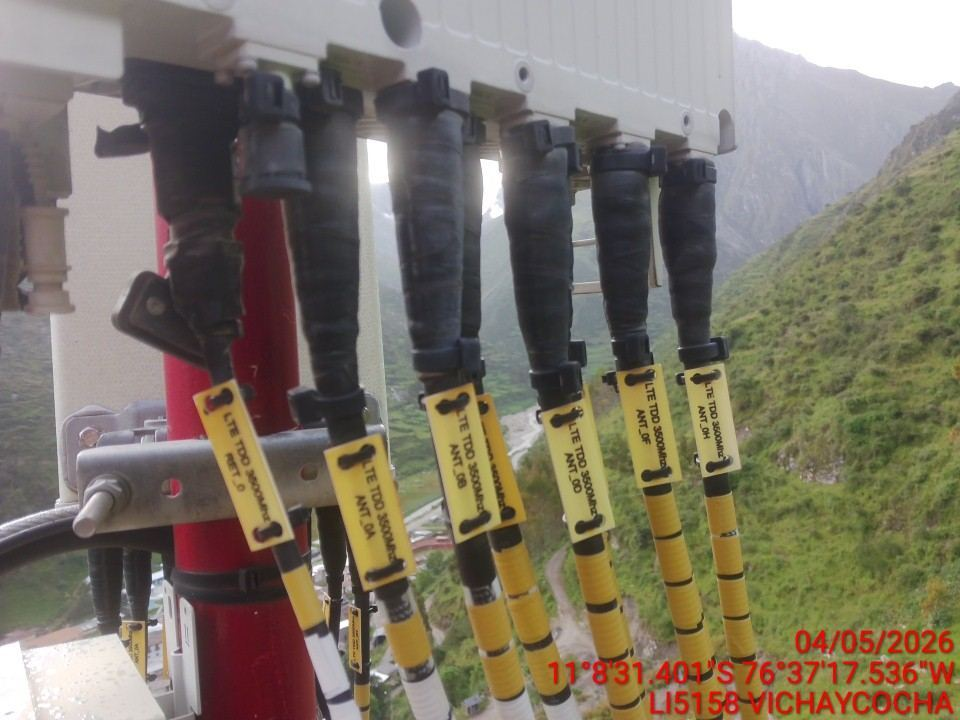 LTE TDD 3500Mhz
RET_0
LTE TDD 3500Mhz
ANT_0A
LTE TDD 3500Mhz
ANT_0B
LTE TDD 3500Mhz
ANT_0D
LTE TDD 3500Mhz
ANT_0F
LTE TDD 3500Mhz
ANT_0H
04/05/2026
11°8'31.401"S 76°37'17.536"W
LI5158 VICHAYCOCHA